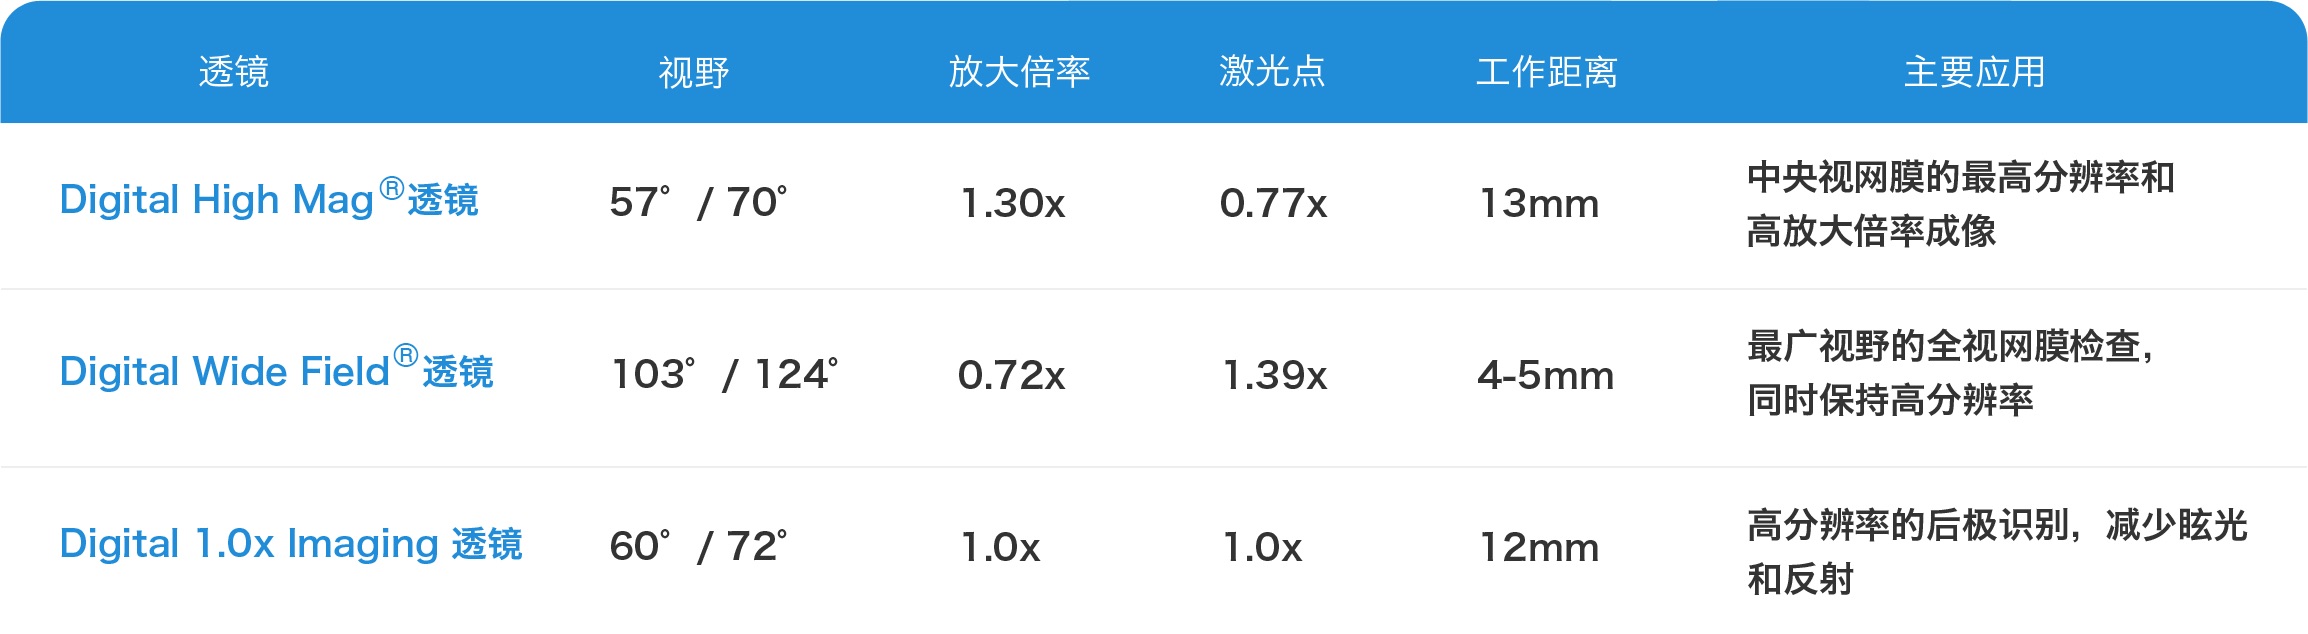 透镜 视野 放大倍率 激光点 工作距离 主要应用
Digital High Mag®透镜 57° / 70° 1.30x 0.77x 13mm 中央视网膜的最高分辨率和
高放大倍率成像
Digital Wide Field®透镜 103° / 124° 0.72x 1.39x 4-5mm 最广视野的全视网膜检查，
同时保持高分辨率
Digital 1.0x Imaging 透镜 60° / 72° 1.0x 1.0x 12mm 高分辨率的后极识别，减少眩光
和反射